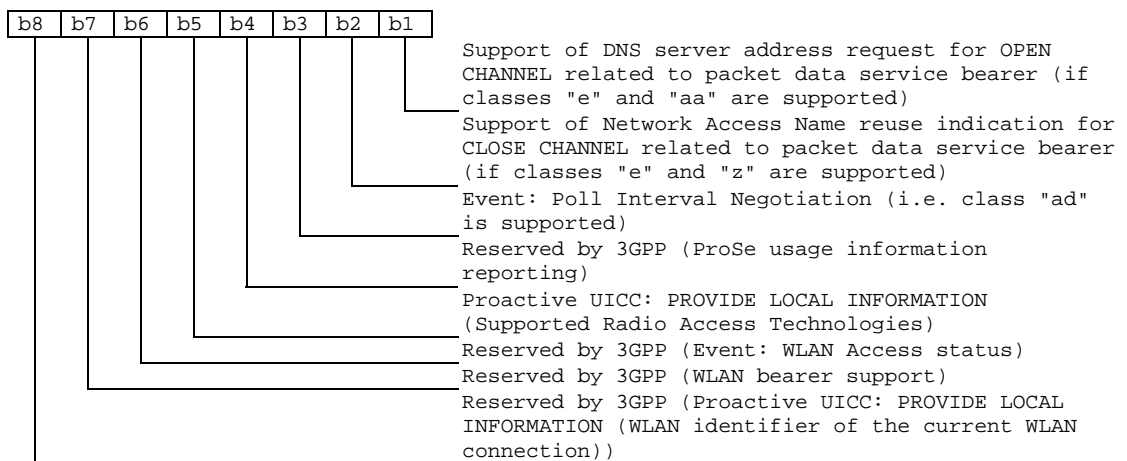 b8 b7 b6 b5 b4 b3 b2 b1
Support of DNS server address request for OPEN
CHANNEL related to packet data service bearer (if
classes "e" and "aa" are supported)
Support of Network Access Name reuse indication for
CLOSE CHANNEL related to packet data service bearer
(if classes "e" and "z" are supported)
Event: Poll Interval Negotiation (i.e. class "ad"
is supported)
Reserved by 3GPP (ProSe usage information
reporting)
Proactive UICC: PROVIDE LOCAL INFORMATION
(Supported Radio Access Technologies)
Reserved by 3GPP (Event: WLAN Access status)
Reserved by 3GPP (WLAN bearer support)
Reserved by 3GPP (Proactive UICC: PROVIDE LOCAL
INFORMATION (WLAN identifier of the current WLAN
connection))